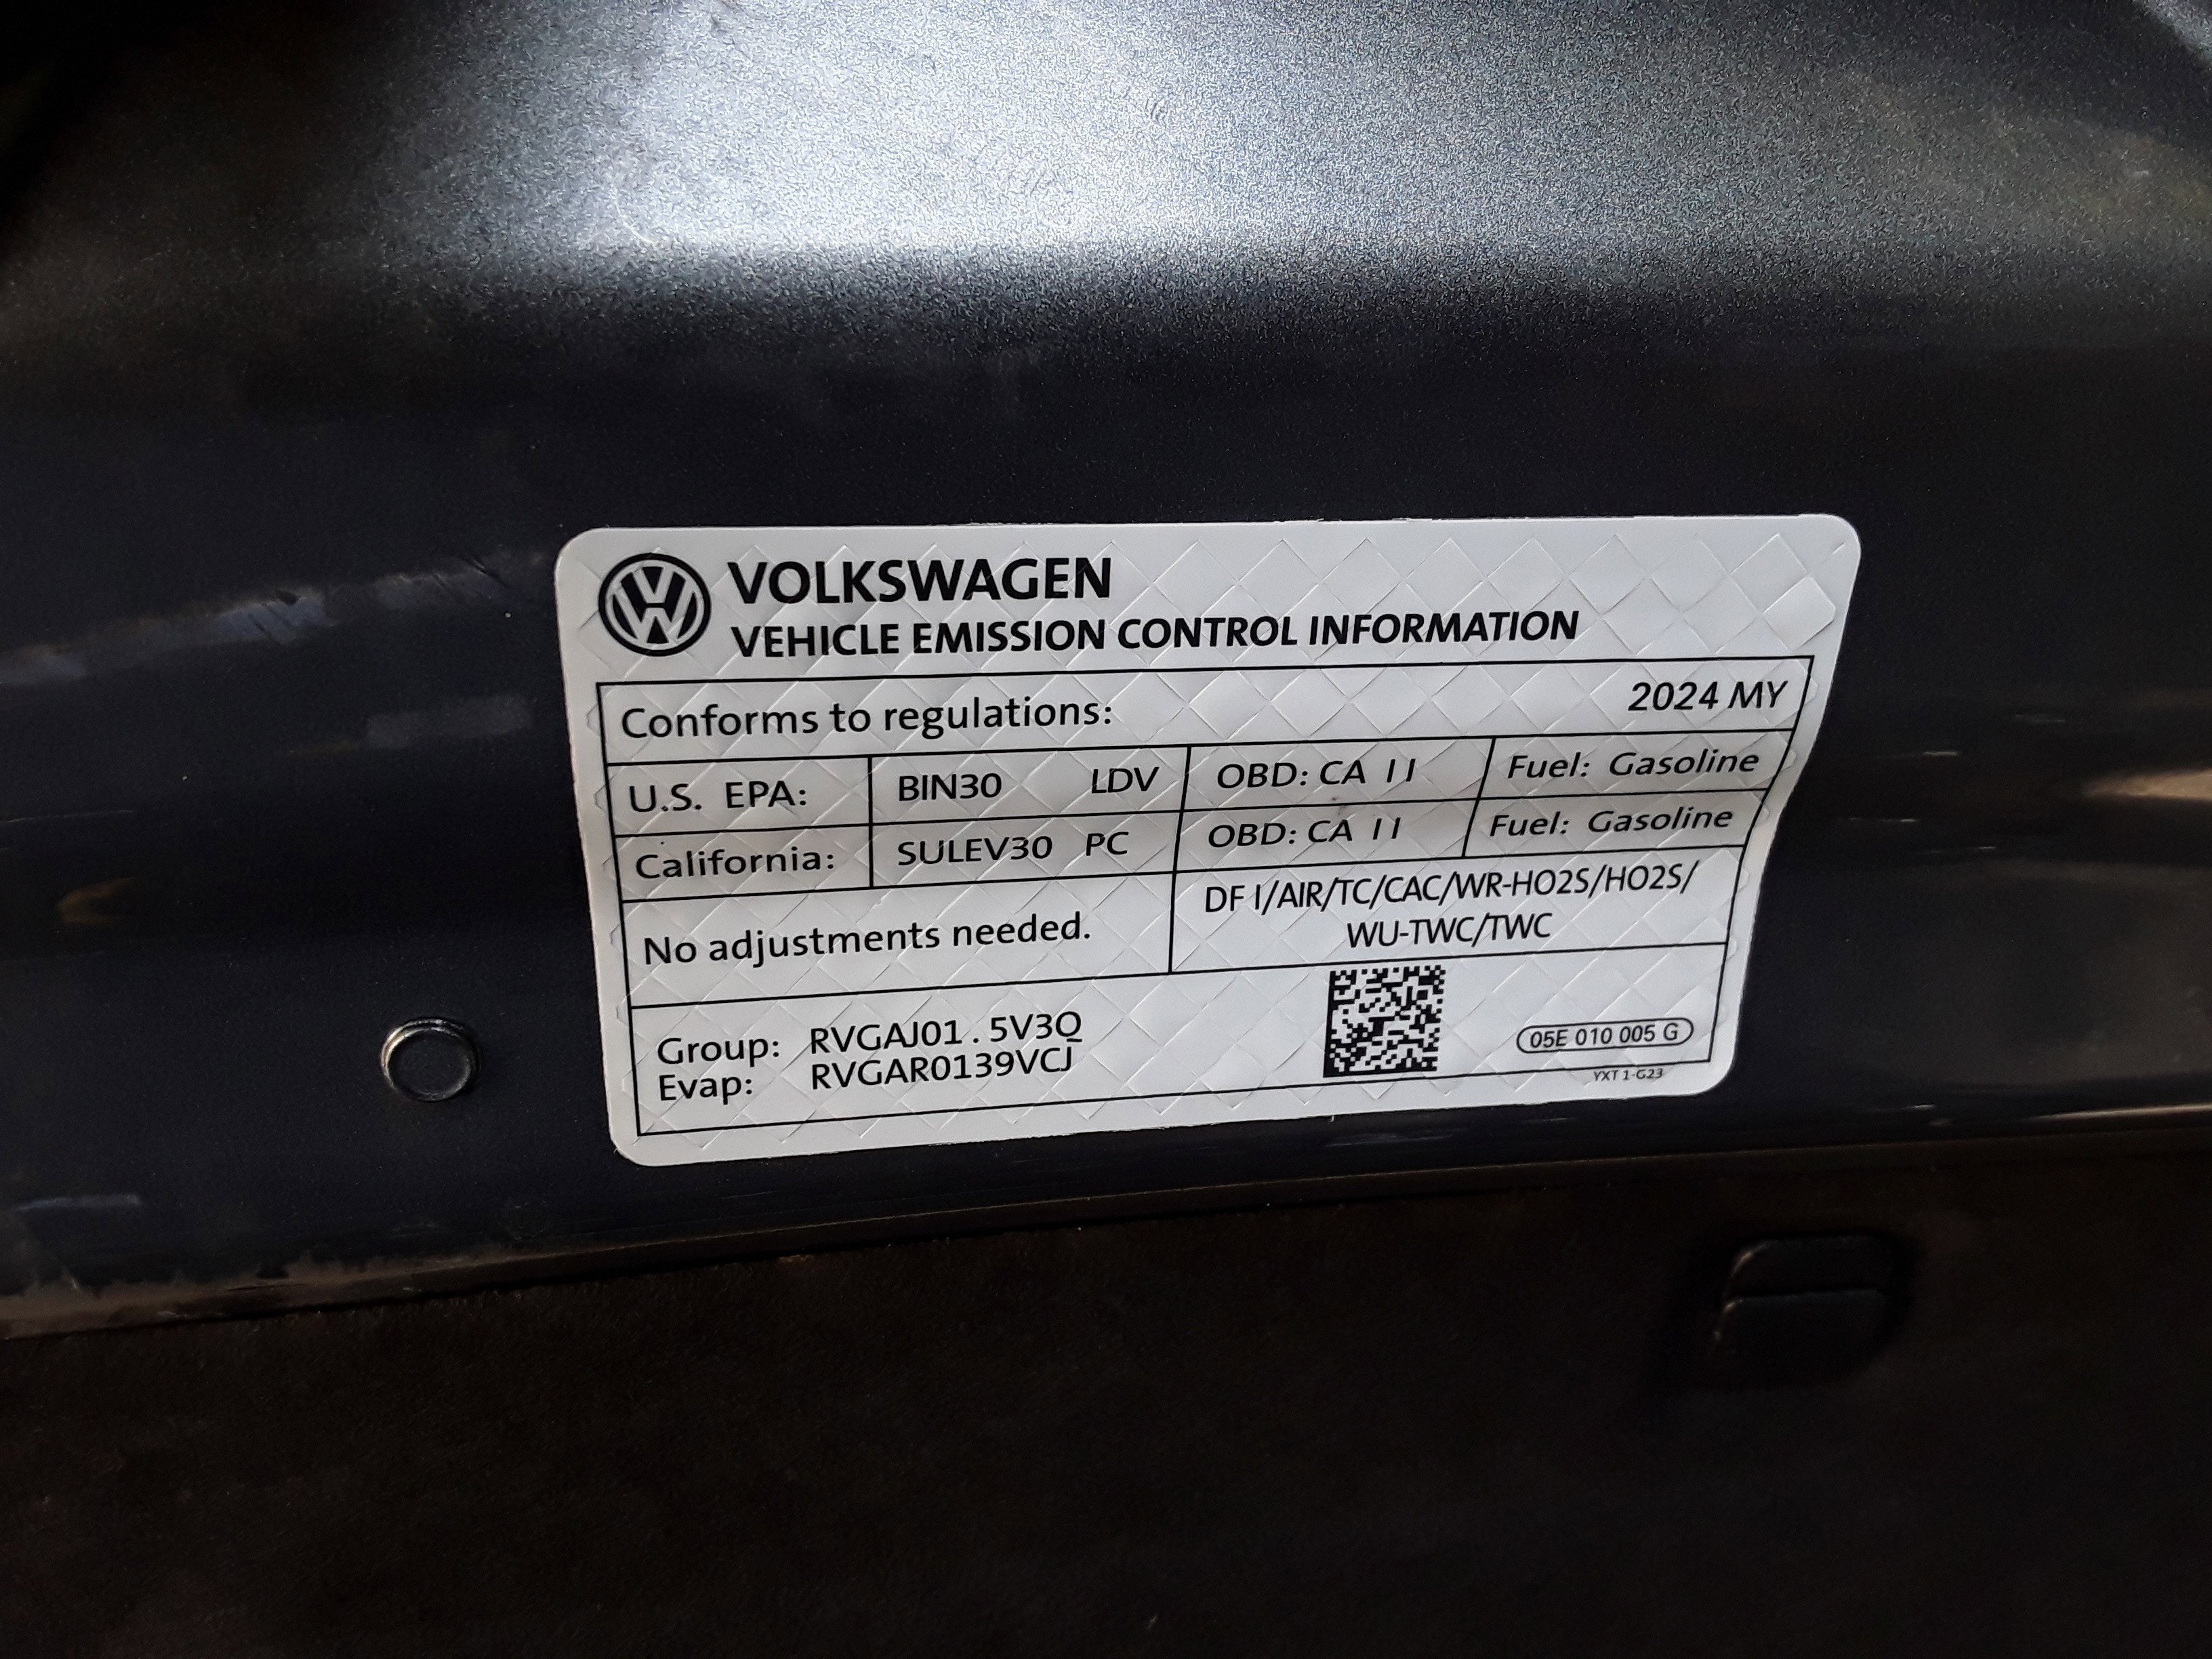 VOLKSWAGEN
VEHICLE EMISSION CONTROL INFORMATION
Conforms to regulations: 2024 MY
U.S. EPA: BIN30 LDV OBD: CA II Fuel: Gasoline
California: SULEV30 PC OBD: CA II Fuel: Gasoline
No adjustments needed.
DFI/AIR/TC/CAC/WR-HO2S/HO2S/
WU-TWC/TWC
Group: RVGAJ01.5V3Q
Evap: RVGAR0139VCJ
05E 010 005 G
YXT 1-G23